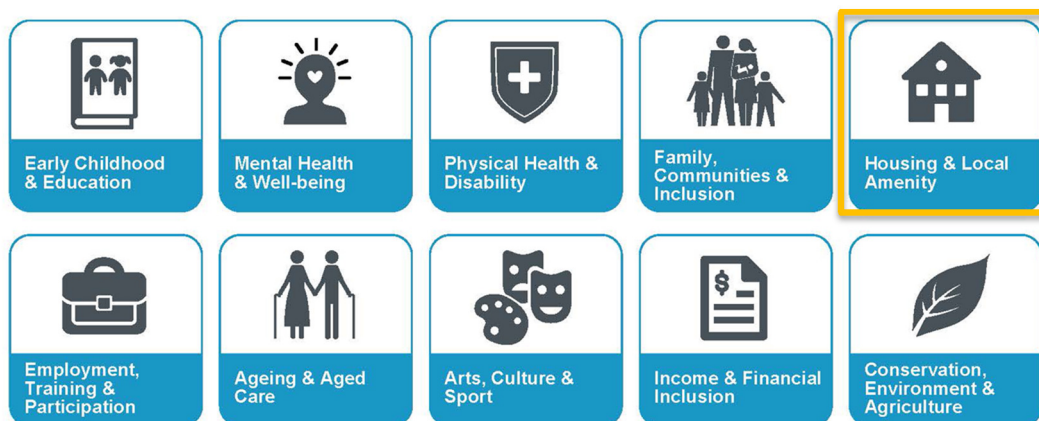 Early Childhood
& Education
Mental Health
& Well-being
Physical Health &
Disability
Family,
Communities &
Inclusion
Housing & Local
Amenity
Employment,
Training &
Participation
Ageing & Aged
Care
Arts, Culture &
Sport
$
Income & Financial
Inclusion
Conservation,
Environment &
Agriculture